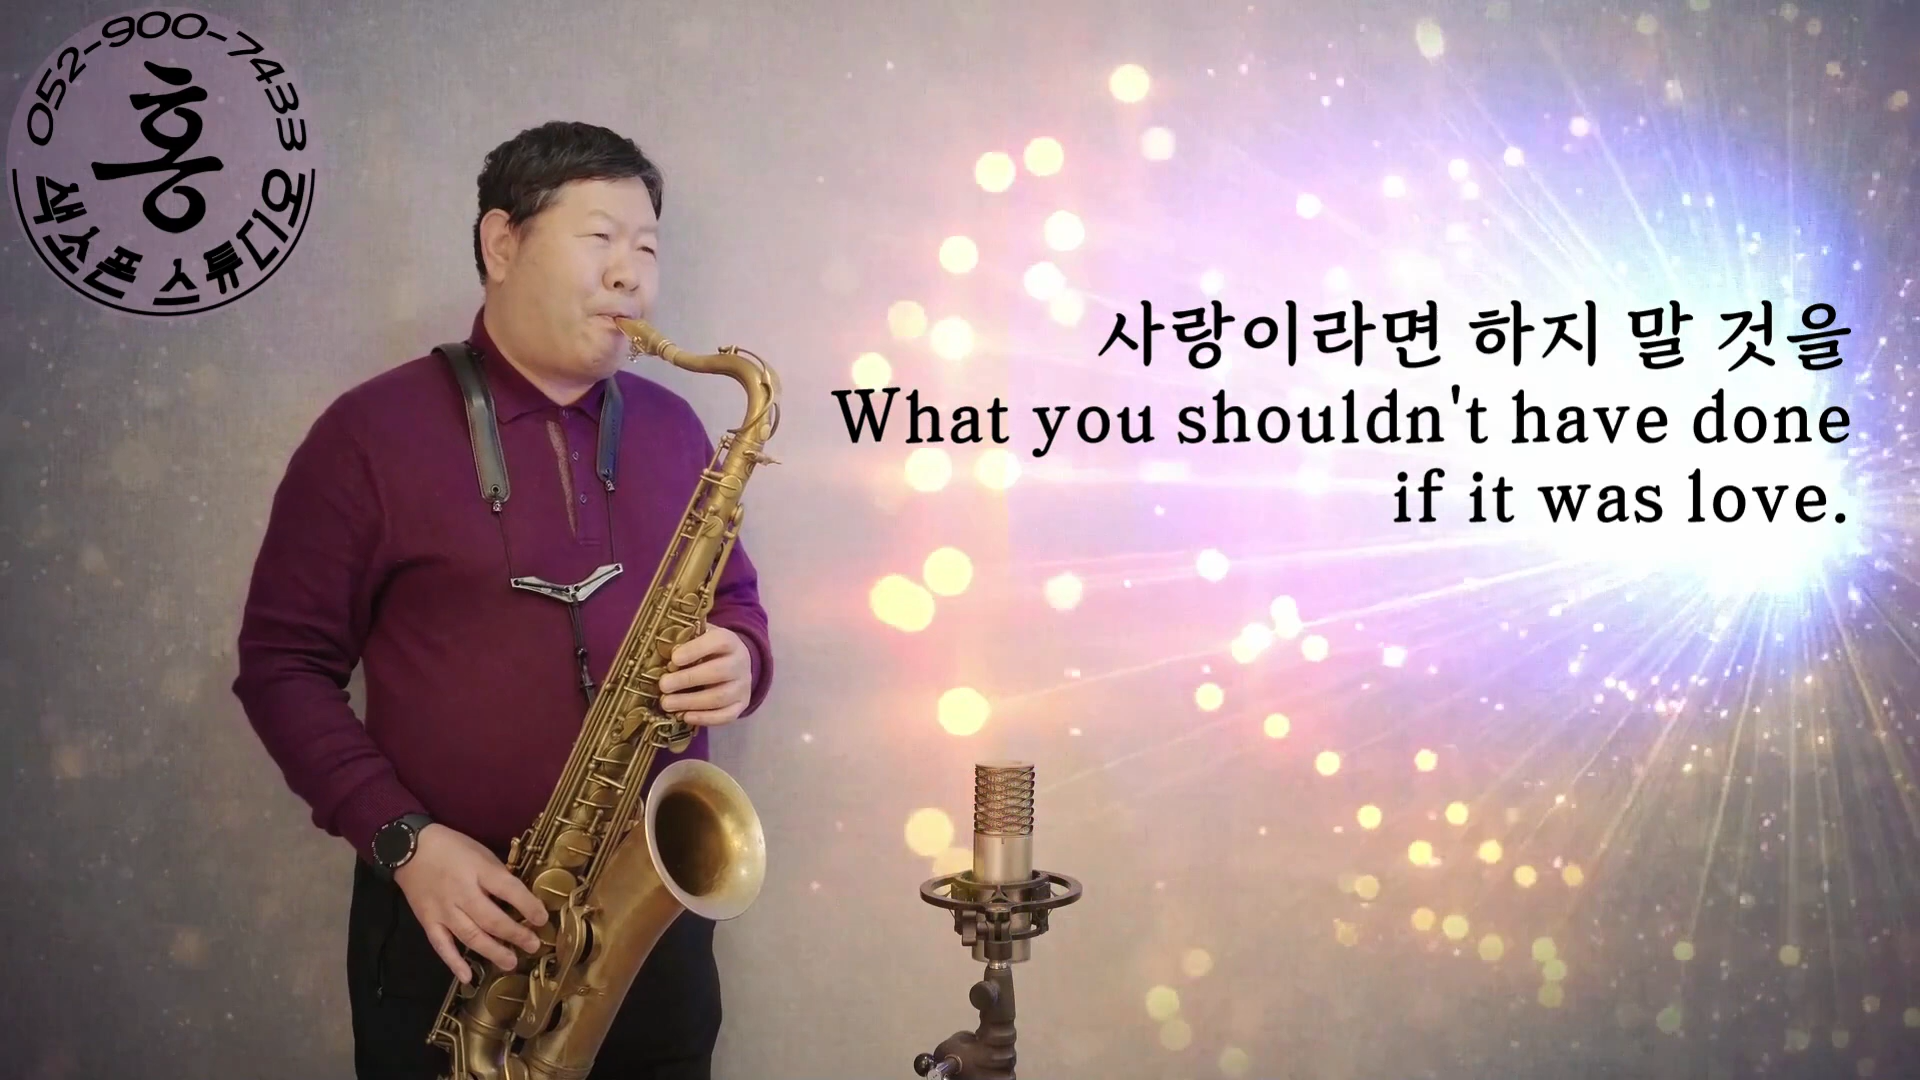 052-900-7433
홍
색소폰 스튜디오
사랑이라면 하지 말 것을
What you shouldn't have done
if it was love.